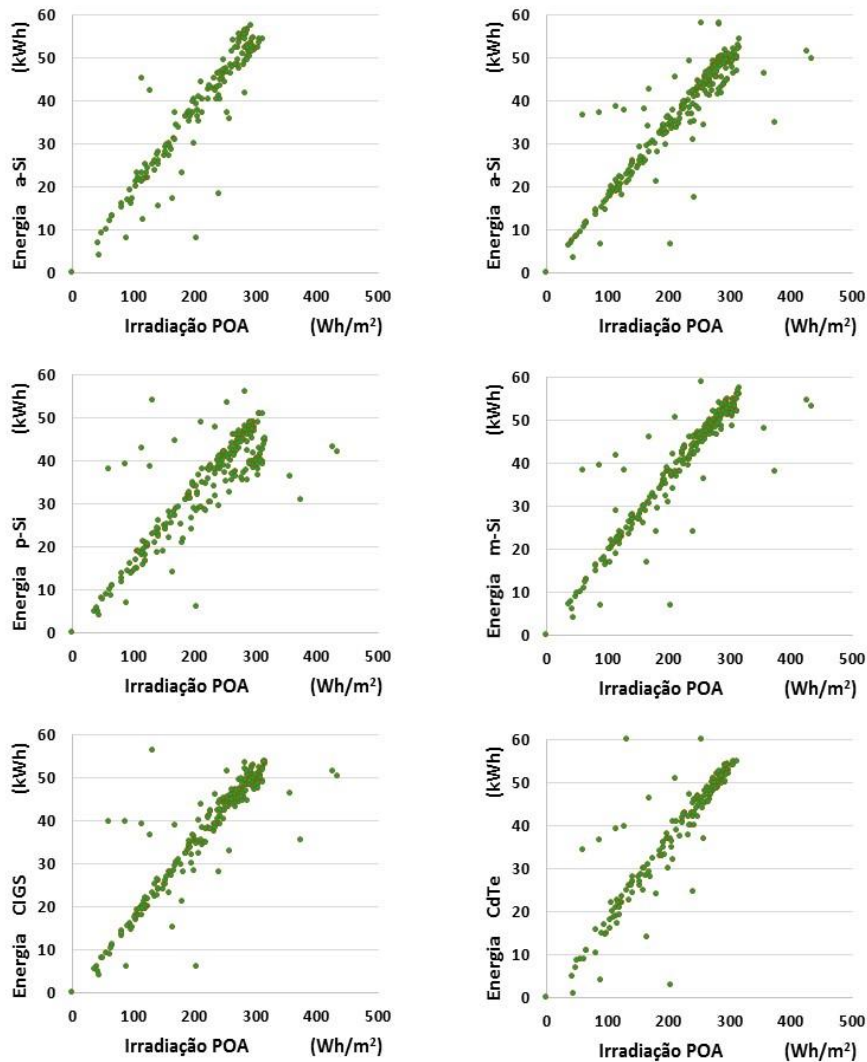 Energia a-Si (kWh)
60
50
40
30
20
10
0
0 100 200 300 400 500
Irradiação POA (Wh/m²)
Energia a-Si (kWh)
60
50
40
30
20
10
0
0 100 200 300 400 500
Irradiação POA (Wh/m²)
Energia p-Si (kWh)
60
50
40
30
20
10
0
0 100 200 300 400 500
Irradiação POA (Wh/m²)
Energia m-Si (kWh)
60
50
40
30
20
10
0
0 100 200 300 400 500
Irradiação POA (Wh/m²)
Energia CIGS (kWh)
60
50
40
30
20
10
0
0 100 200 300 400 500
Irradiação POA (Wh/m²)
Energia CdTe (kWh)
60
50
40
30
20
10
0
0 100 200 300 400 500
Irradiação POA (Wh/m²)